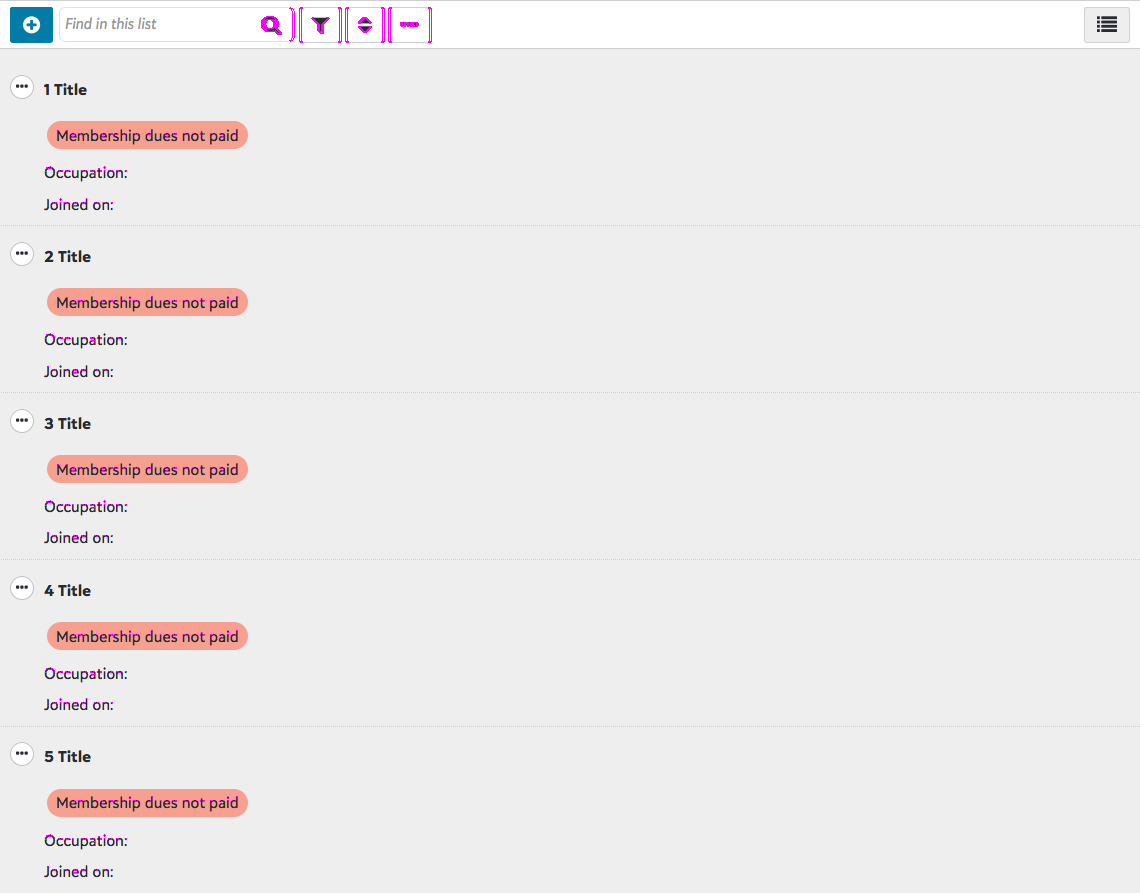 Find in this list
1 Title
Membership dues not paid
Occupation:
Joined on:
2 Title
Membership dues not paid
Occupation:
Joined on:
3 Title
Membership dues not paid
Occupation:
Joined on:
4 Title
Membership dues not paid
Occupation:
Joined on:
5 Title
Membership dues not paid
Occupation:
Joined on: